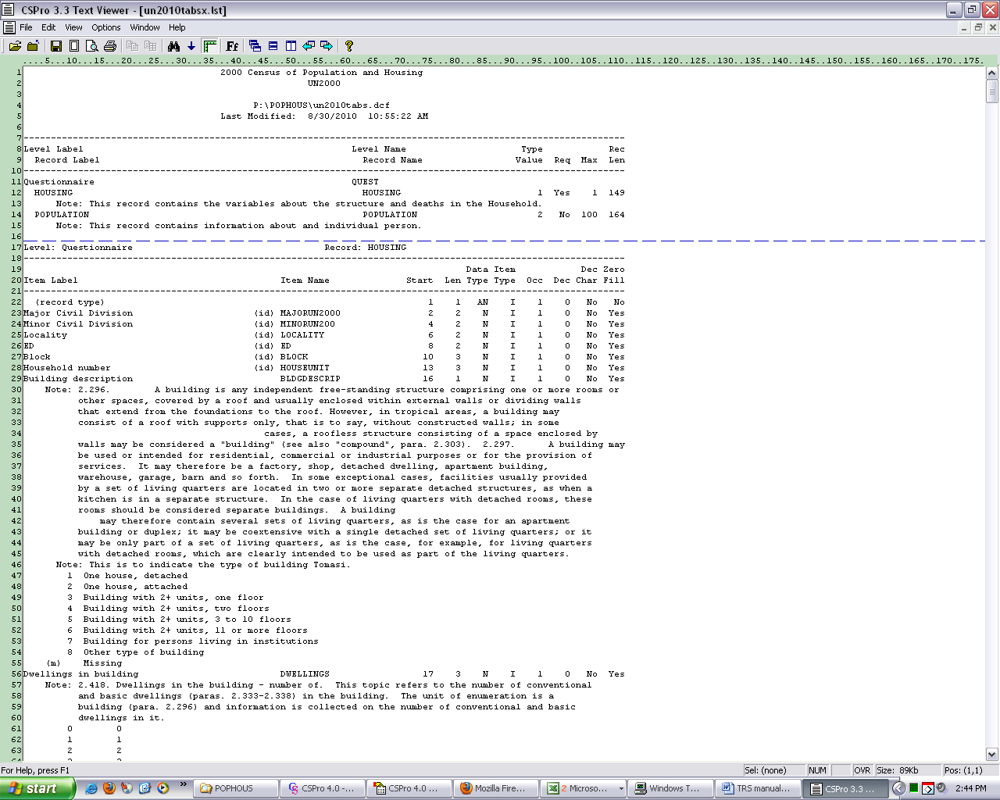 CSPro 3.3 Text Viewer - [un2010tabsx.lst]
File Edit View Options Window Help
....5...10...15...20...25...30...35...40...45...50...55...60...65...70...75...80...85...90...95..100..105..110..115..120..125..130..135..140..145..150..155..160..165..170..175.
1 2000 Census of Population and Housing
2 UN2000
3
4 P:\POPHOUS\un2010tabs.dcf
5 Last Modified: 8/30/2010 10:55:22 AM
6
7 --------------------------------------------------------------------------------------------------------------
8 Level Label Level Name Type Rec
9 Record Label Record Name Value Req Max Len
10 --------------------------------------------------------------------------------------------------------------
11 Questionnaire QUEST
12 HOUSING HOUSING 1 Yes 1 149
13 Note: This record contains the variables about the structure and deaths in the Household.
14 POPULATION POPULATION 2 No 100 164
15 Note: This record contains information about and individual person.
16
17 Level: Questionnaire Record: HOUSING
18 --------------------------------------------------------------------------------------------------------------
19 Data Item Dec Zero
20 Item Label Item Name Start Len Type Type Occ Dec Char Fill
21 --------------------------------------------------------------------------------------------------------------
22 (record type) 1 1 AN I 1 0 No No
23 Major Civil Division (id) MAJORUN2000 2 2 N I 1 0 No Yes
24 Minor Civil Division (id) MINORUN200 4 2 N I 1 0 No Yes
25 Locality (id) LOCALITY 6 2 N I 1 0 No Yes
26 ED (id) ED 8 2 N I 1 0 No Yes
27 Block (id) BLOCK 10 3 N I 1 0 No Yes
28 Household number (id) HOUSEUNIT 13 3 N I 1 0 No Yes
29 Building description BLDGDESCRIP 16 1 N I 1 0 No Yes
30 Note: 2.296. A building is any independent free-standing structure comprising one or more rooms or
31 other spaces, covered by a roof and usually enclosed within external walls or dividing walls
32 that extend from the foundations to the roof. However, in tropical areas, a building may
33 consist of a roof with supports only, that is to say, without constructed walls; in some
34 cases, a roofless structure consisting of a space enclosed by
35 walls may be considered a "building" (see also "compound", para. 2.303). 2.297. A building may
36 be used or intended for residential, commercial or industrial purposes or for the provision of
37 services. It may therefore be a factory, shop, detached dwelling, apartment building,
38 warehouse, garage, barn and so forth. In some exceptional cases, facilities usually provided
39 by a set of living quarters are located in two or more separate detached structures, as when a
40 kitchen is in a separate structure. In the case of living quarters with detached rooms, these
41 rooms should be considered separate buildings. A building
42 may therefore contain several sets of living quarters, as is the case for an apartment
43 building or duplex; it may be coextensive with a single detached set of living quarters; or it
44 may be only part of a set of living quarters, as is the case, for example, for living quarters
45 with detached rooms, which are clearly intended to be used as part of the living quarters.
46 Note: This is to indicate the type of building Tomasi.
47 1 One house, detached
48 2 One house, attached
49 3 Building with 2+ units, one floor
50 4 Building with 2+ units, two floors
51 5 Building with 2+ units, 3 to 10 floors
52 6 Building with 2+ units, 11 or more floors
53 7 Building for persons living in institutions
54 8 Other type of building
55 (m) Missing
56 Dwellings in building DWELLINGS 17 3 N I 1 0 No Yes
57 Note: 2.418. Dwellings in the building - number of. This topic refers to the number of conventional
58 and basic dwellings (paras. 2.333-2.338) in the building. The unit of enumeration is a
59 building (para. 2.296) and information is collected on the number of conventional and basic
60 dwellings in it.
61 0 0
62 1 1
63 2 2
For Help, press F1 Sel: (none) NUM OVR Size: 89Kb Pos: (1,1)
start POPHOUS CSPro 4.0 -... CSPro 4.0 ... Mozilla Fire... 2 Microso... Windows T... TRS manual... CSPro 3.3 ... 2:44 PM